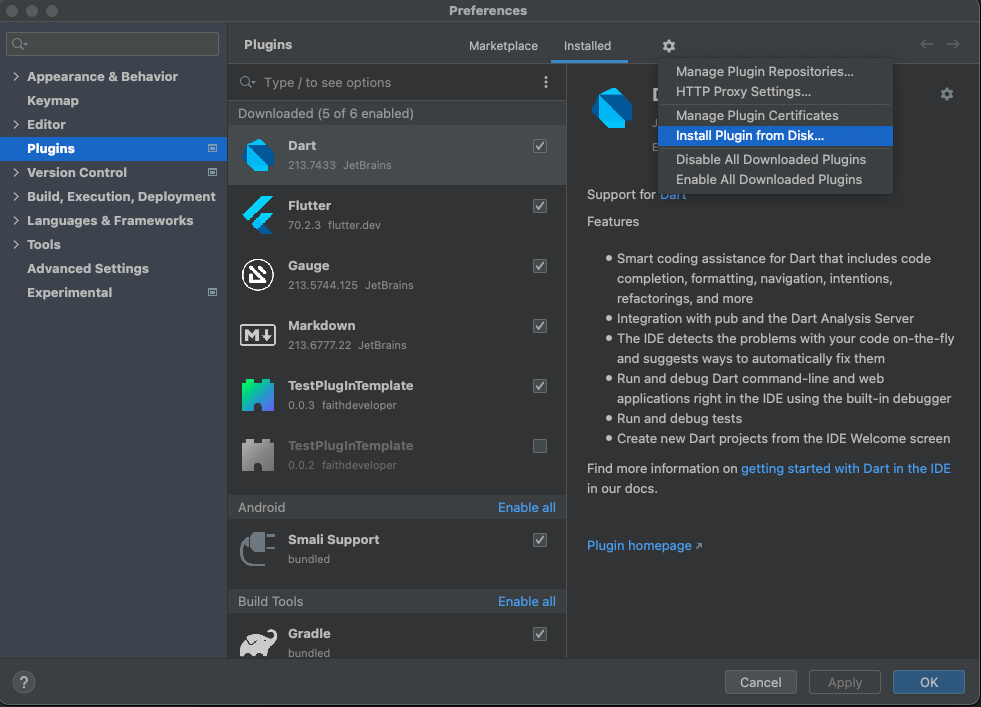 Preferences
Appearance & Behavior
Keymap
Editor
Plugins
Version Control
Build, Execution, Deployment
Languages & Frameworks
Tools
Advanced Settings
Experimental
Plugins
Marketplace
Installed
Type / to see options
Downloaded (5 of 6 enabled)
Dart
213.7433 JetBrains
Flutter
70.2.3 flutter.dev
Gauge
213.5744.125 JetBrains
Markdown
213.6777.22 JetBrains
TestPlugInTemplate
0.0.3 faithdeveloper
TestPlugInTemplate
0.0.2 faithdeveloper
Android Enable all
Smali Support
bundled
Build Tools Enable all
Gradle
bundled
Manage Plugin Repositories...
HTTP Proxy Settings...
Manage Plugin Certificates
Install Plugin from Disk...
Disable All Downloaded Plugins
Enable All Downloaded Plugins
Support for Dart
Features
Smart coding assistance for Dart that includes code
completion, formatting, navigation, intentions,
refactorings, and more
Integration with pub and the Dart Analysis Server
The IDE detects the problems with your code on-the-fly
and suggests ways to automatically fix them
Run and debug Dart command-line and web
applications right in the IDE using the built-in debugger
Run and debug tests
Create new Dart projects from the IDE Welcome screen
Find more information on getting started with Dart in the IDE
in our docs.
Plugin homepage
?
Cancel
Apply
OK